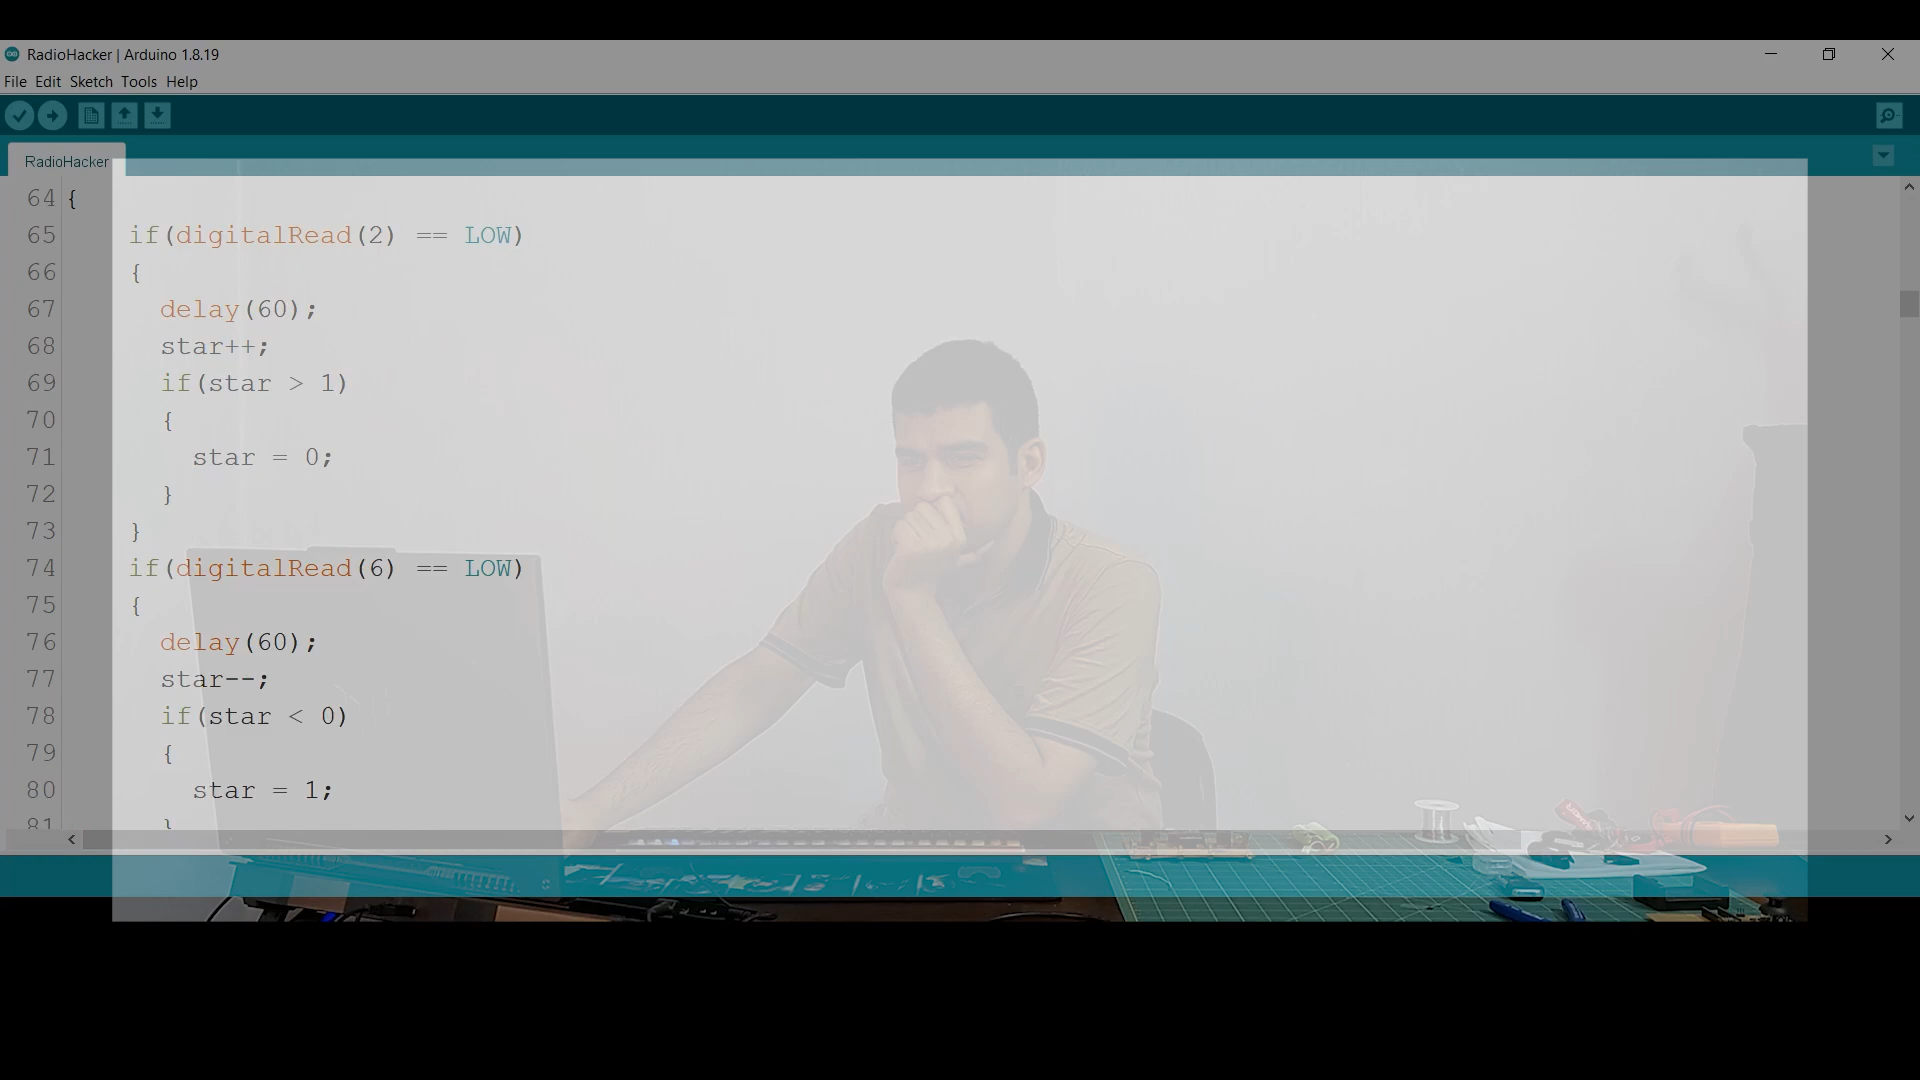 RadioHacker | Arduino 1.8.19
File Edit Sketch Tools Help
RadioHacker
64 {
65 if(digitalRead(2) == LOW)
66 {
67 delay(60);
68 star++;
69 if(star > 1)
70 {
71 star = 0;
72 }
73 }
74 if(digitalRead(6) == LOW)
75 {
76 delay(60);
77 star--;
78 if(star < 0)
79 {
80 star = 1;
81 }